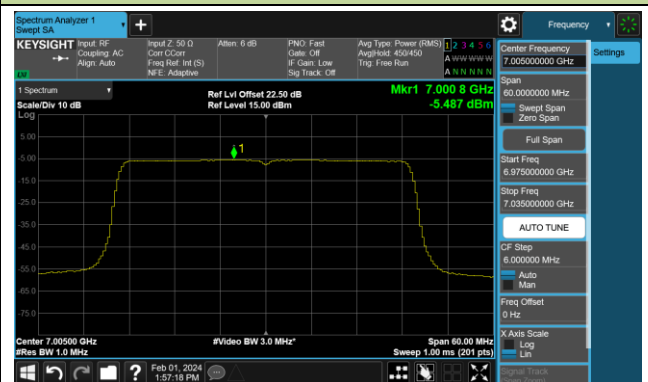 Spectrum Analyzer 1
Swept SA
Frequency
KEYSIGHT
Input: RF
Coupling: AC
Align: Auto
Input Z: 50 Ω
Corr CCorr
Freq Ref: Int (S)
NFE: Adaptive
Atten: 6 dB
PNO: Fast
Gate: Off
IF Gain: Low
Sig Track: Off
Avg Type: Power (RMS)
Avg|Hold: 450/450
Trig: Free Run
1 2 3 4 5 6
A W W W W W
A N N N N N
LXI
1 Spectrum
Scale/Div 10 dB
Log
Ref Lvl Offset 22.50 dB
Ref Level 15.00 dBm
Mkr1 7.000 8 GHz
-5.487 dBm
5.00
-5.00
-15.0
-25.0
-35.0
-45.0
-55.0
-65.0
-75.0
1
Center 7.00500 GHz
#Res BW 1.0 MHz
#Video BW 3.0 MHz*
Span 60.00 MHz
Sweep 1.00 ms (201 pts)
Center Frequency
7.00500000 GHz
Settings
Span
60.0000000 MHz
Swept Span
Zero Span
Full Span
Start Freq
6.975000000 GHz
Stop Freq
7.035000000 GHz
AUTO TUNE
CF Step
6.000000 MHz
Auto
Man
Freq Offset
0 Hz
X Axis Scale
Log
Lin
Signal Track
Feb 01, 2024
1:57:18 PM